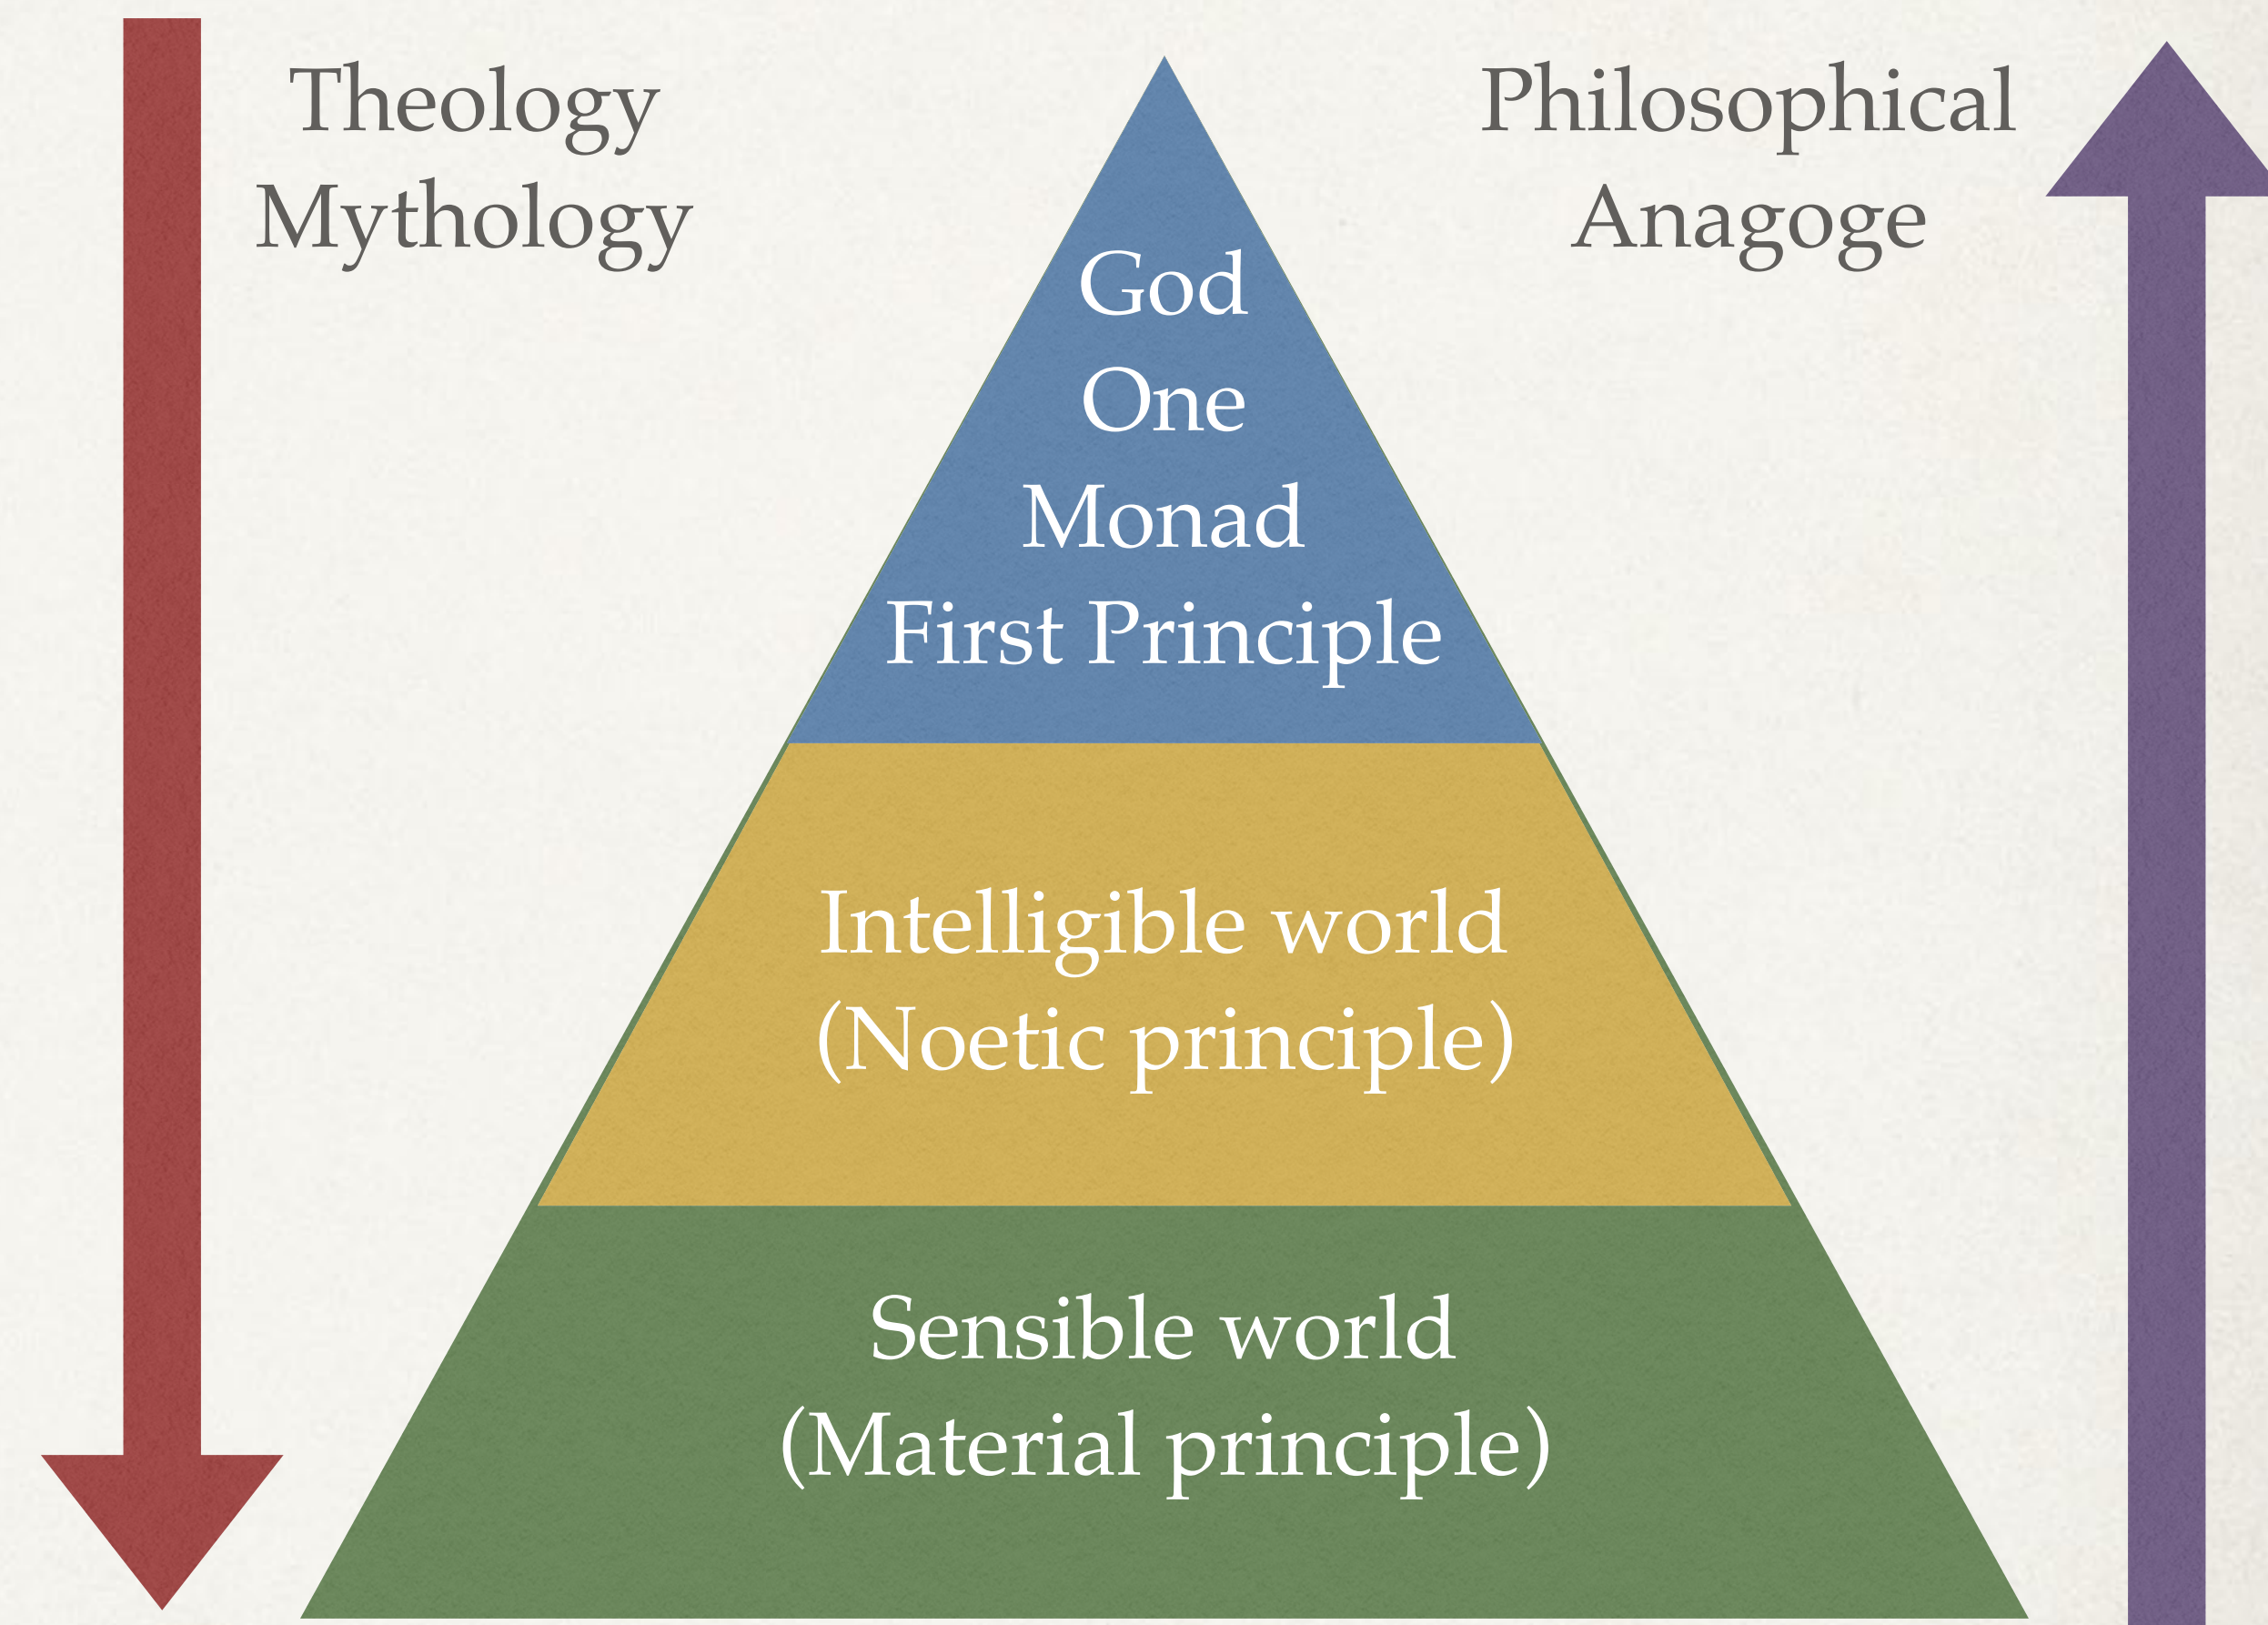 Theology
Mythology
Philosophical
Anagoge
God
One
Monad
First Principle
Intelligible world
(Noetic principle)
Sensible world
(Material principle)